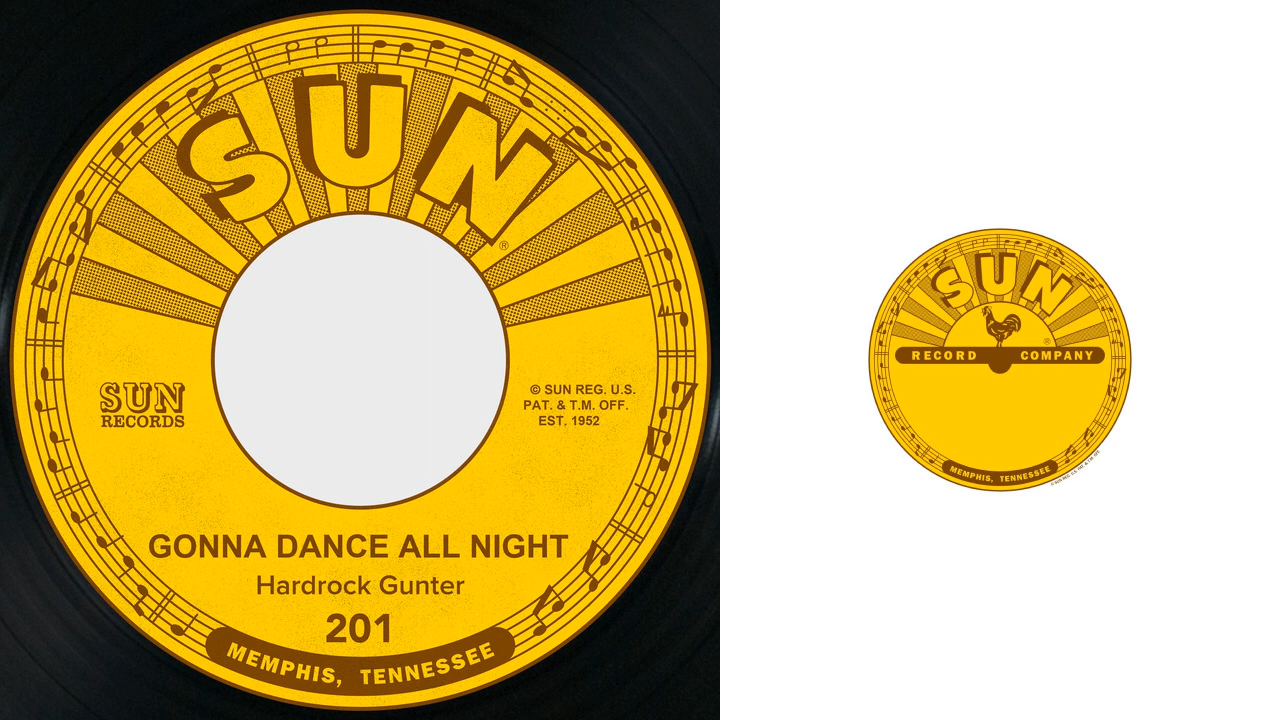 SUN
®
SUN
RECORDS
© SUN REG. U.S.
PAT. & T.M. OFF.
EST. 1952
GONNA DANCE ALL NIGHT
Hardrock Gunter
201
MEMPHIS, TENNESSEE
SUN
®
RECORD COMPANY
MEMPHIS, TENNESSEE